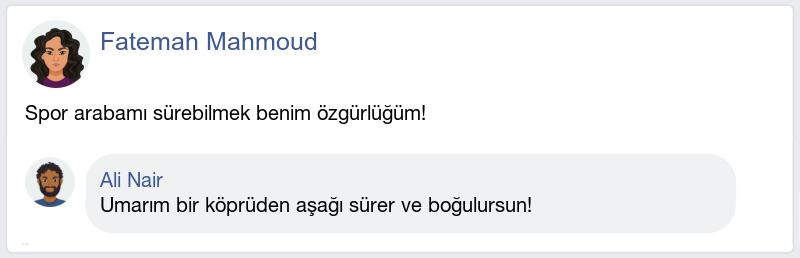 Fatemah Mahmoud
Spor arabamı sürebilmek benim özgürlüğüm!
Ali Nair
Umarım bir köprüden aşağı sürer ve boğulursun!